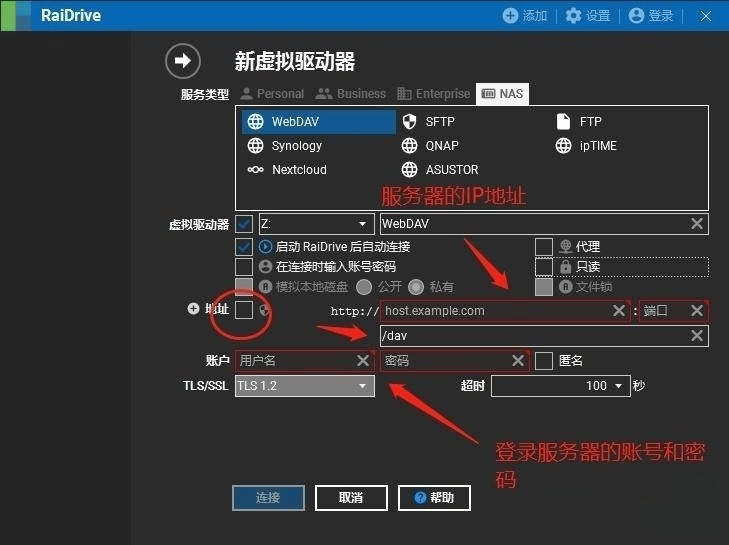 RaiDrive 添加 设置 登录
新虚拟驱动器
服务类型 Personal Business Enterprise NAS
WebDAV SFTP FTP
Synology QNAP ipTIME
Nextcloud ASUSTOR
服务器的IP地址
虚拟驱动器 Z: WebDAV
启动 RaiDrive 后自动连接 代理
在连接时输入账号密码 只读
模拟本地磁盘 公开 私有 文件锁
地址 http:// host.example.com : 端口
/dav
账户 用户名 密码 匿名
TLS/SSL TLS 1.2 超时 100 秒
登录服务器的账号和密
码
连接 取消 帮助